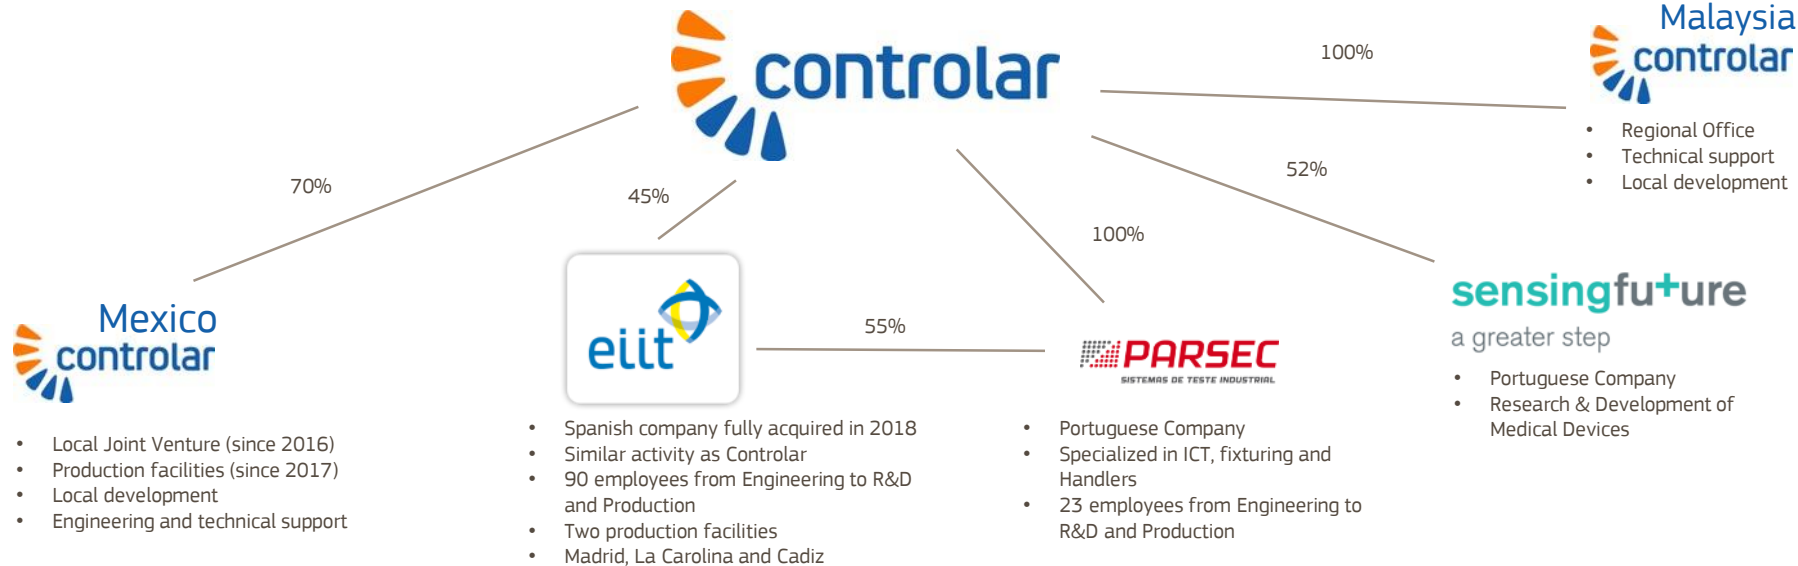 controlar
Malaysia
controlar
100%
• Regional Office
• Technical support
• Local development
70%
45%
100%
52%
55%
Mexico
controlar
• Local Joint Venture (since 2016)
• Production facilities (since 2017)
• Local development
• Engineering and technical support
eiit
• Spanish company fully acquired in 2018
• Similar activity as Controlar
• 90 employees from Engineering to R&D
and Production
• Two production facilities
• Madrid, La Carolina and Cadiz
PARSEC
SISTEMAS DE TESTE INDUSTRIAL
• Portuguese Company
• Specialized in ICT, fixturing and
Handlers
• 23 employees from Engineering to
R&D and Production
sensingfuture
a greater step
• Portuguese Company
• Research & Development of
Medical Devices